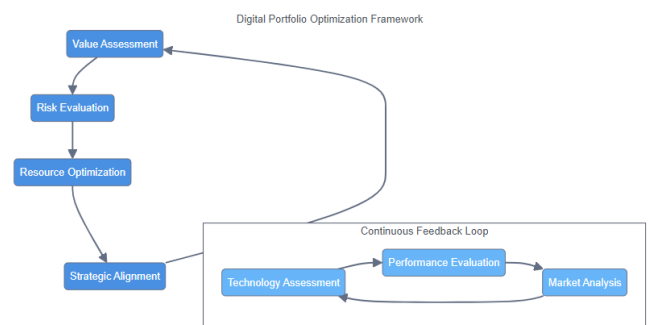 Digital Portfolio Optimization Framework
Value Assessment
Risk Evaluation
Resource Optimization
Strategic Alignment
Continuous Feedback Loop
Performance Evaluation
Technology Assessment
Market Analysis